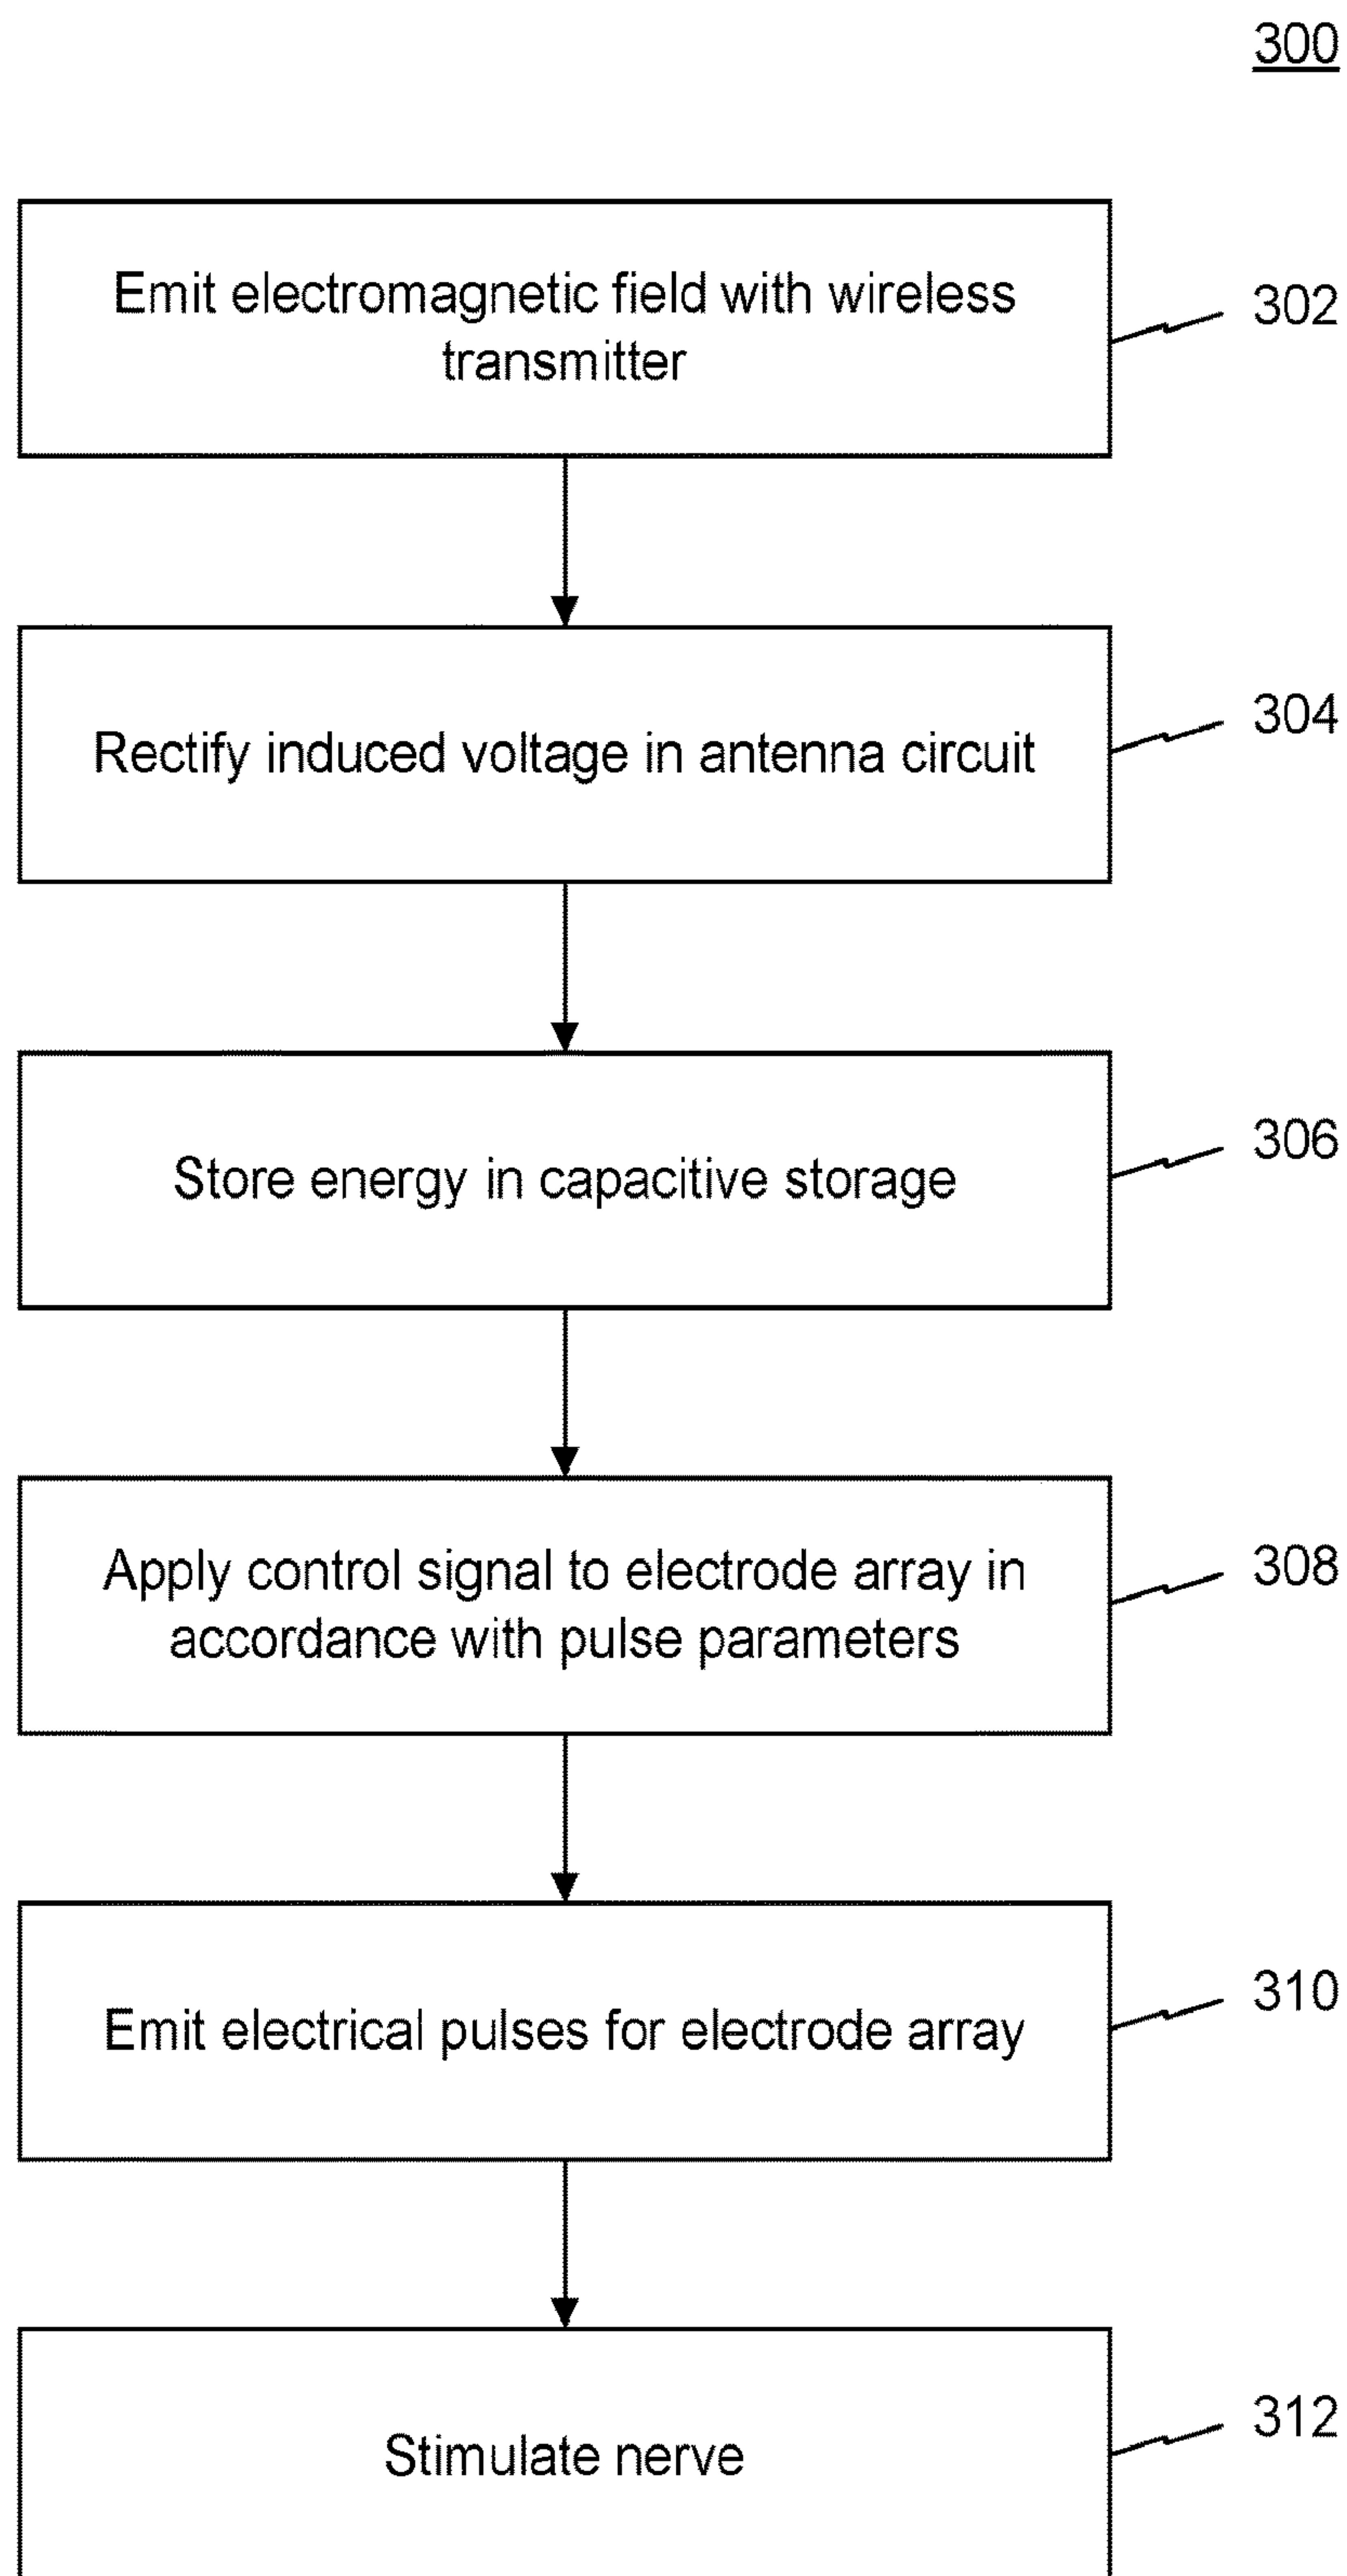 300
Emit electromagnetic field with wireless
transmitter
302
Rectify induced voltage in antenna circuit
304
Store energy in capacitive storage
306
Apply control signal to electrode array in
accordance with pulse parameters
308
Emit electrical pulses for electrode array
310
Stimulate nerve
312